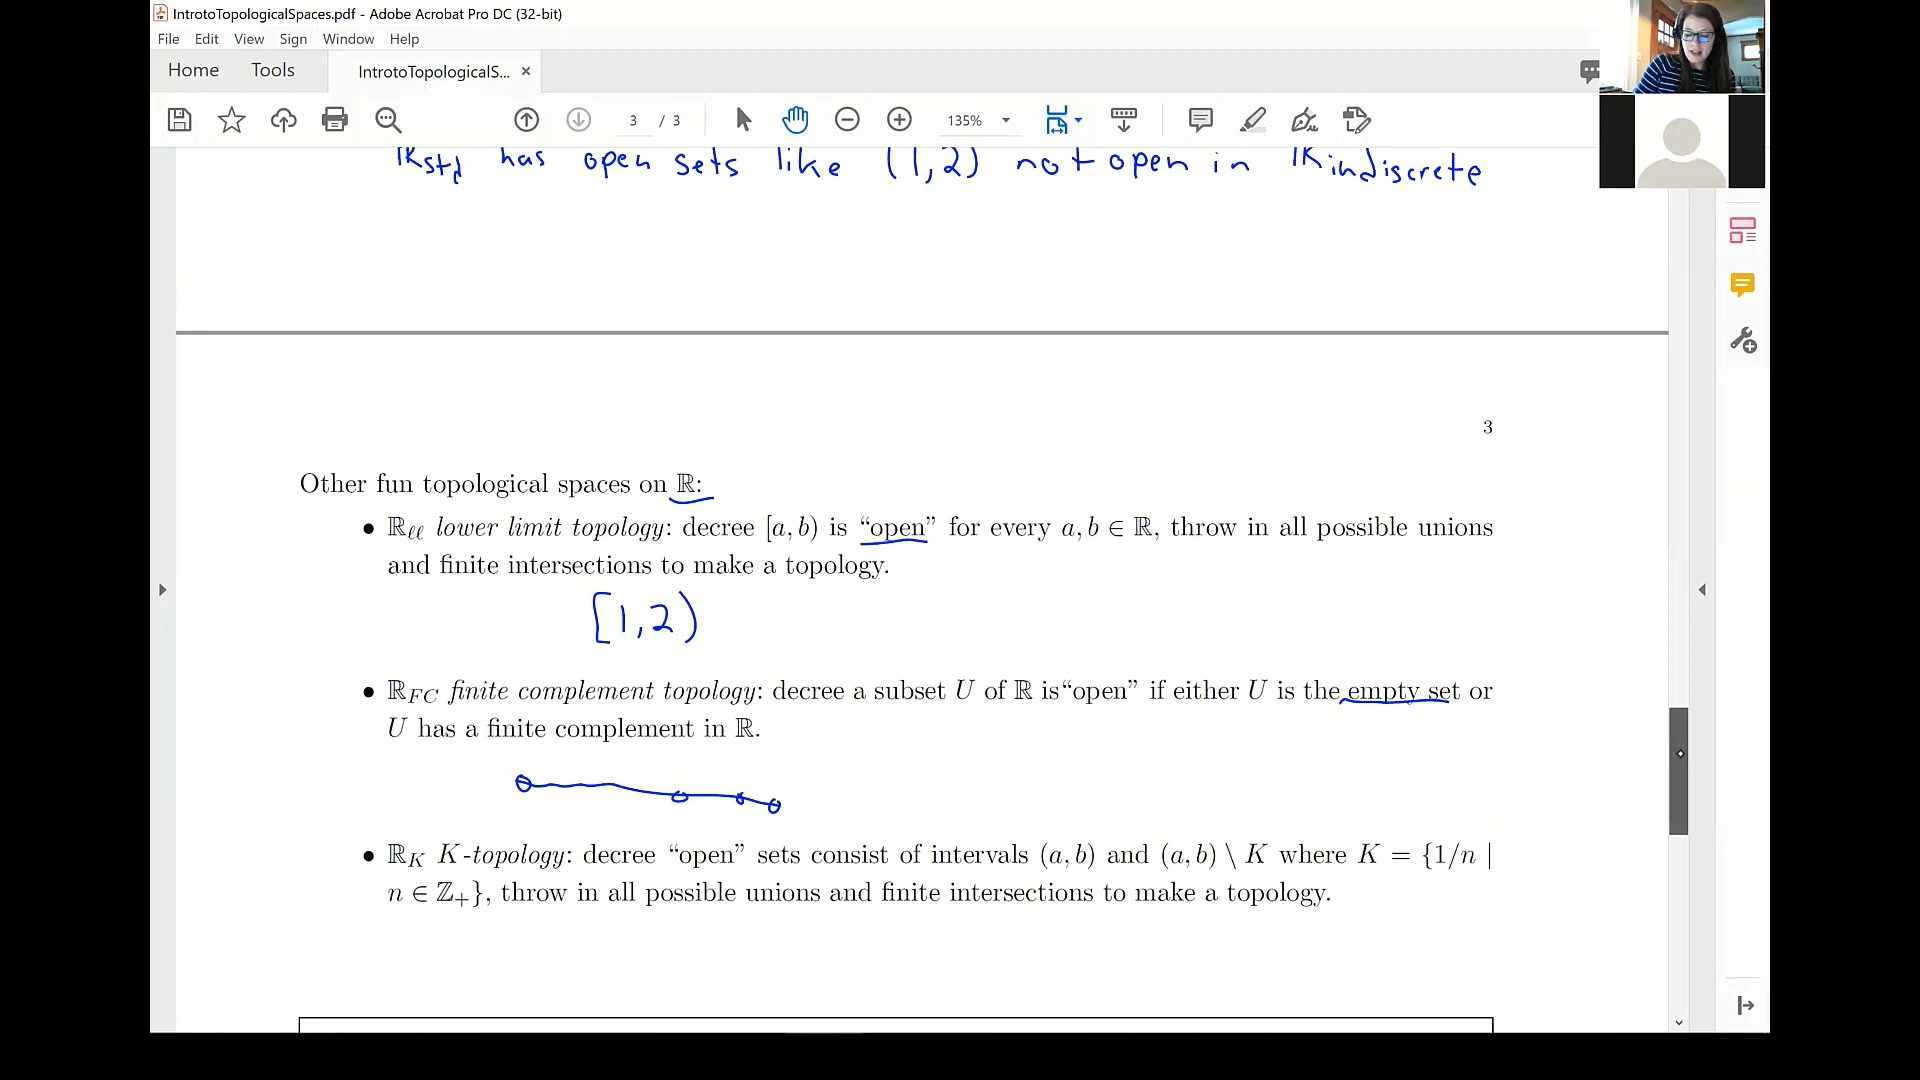 IntrotoTopologicalSpaces.pdf - Adobe Acrobat Pro DC (32-bit)
File Edit View Sign Window Help
Home Tools IntrotoTopologicalS... ×
3 / 3 135%
ℝstd has open sets like (1,2) not open in ℝindiscrete
3
Other fun topological spaces on ℝ:
• ℝℓℓ lower limit topology: decree [a, b) is “open” for every a, b ∈ ℝ, throw in all possible unions
and finite intersections to make a topology.
[1,2)
• ℝFC finite complement topology: decree a subset U of ℝ is“open” if either U is the empty set or
U has a finite complement in ℝ.
• ℝK K-topology: decree “open” sets consist of intervals (a, b) and (a, b) \ K where K = {1/n |
n ∈ ℤ+}, throw in all possible unions and finite intersections to make a topology.